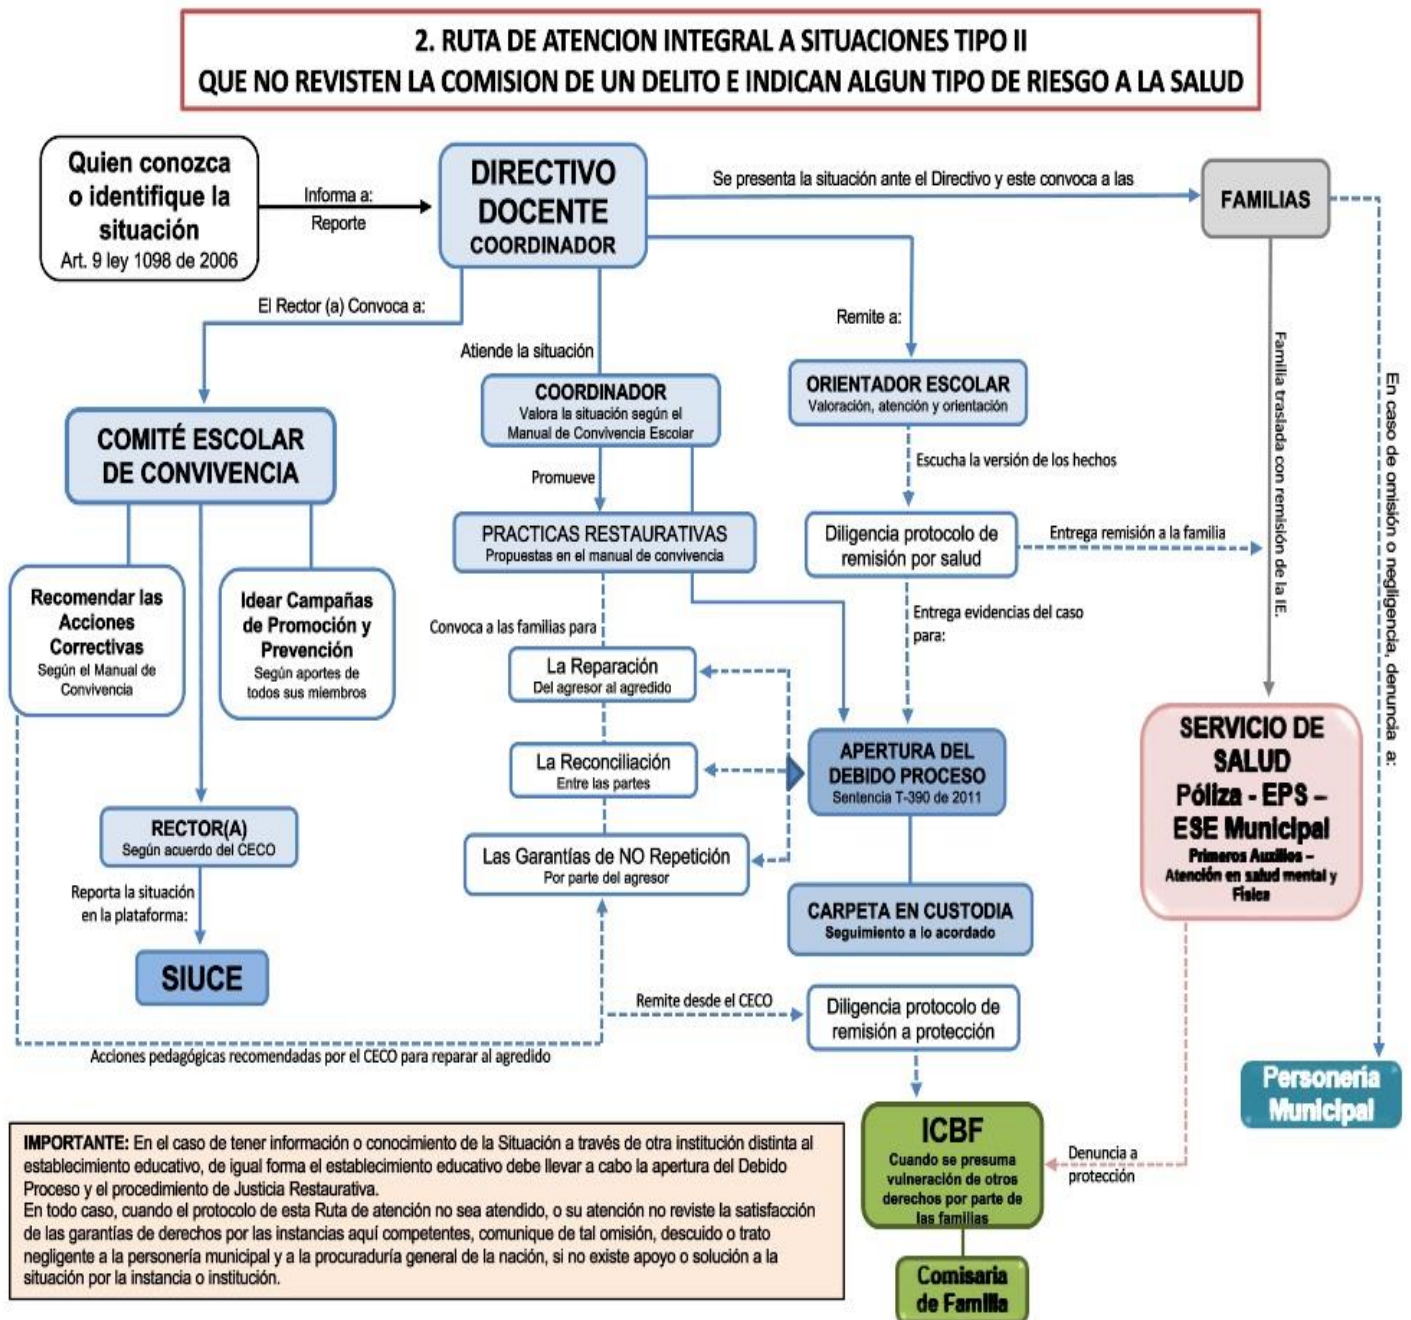 2. RUTA DE ATENCION INTEGRAL A SITUACIONES TIPO II
QUE NO REVISTEN LA COMISION DE UN DELITO E INDICAN ALGUN TIPO DE RIESGO A LA SALUD
Quien conozca
o identifique la
situación
Art. 9 ley 1098 de 2006
Informa a:
Reporte
DIRECTIVO
DOCENTE
COORDINADOR
Se presenta la situación ante el Directivo y este convoca a las
FAMILIAS
El Rector (a) Convoca a:
Atiende la situación
Remite a:
COORDINADOR
Valora la situación según el
Manual de Convivencia Escolar
ORIENTADOR ESCOLAR
Valoración, atención y orientación
Familia traslada con remisión de la IE.
En caso de omisión o negligencia, denuncia a:
COMITÉ ESCOLAR
DE CONVIVENCIA
Promueve
Escucha la versión de los hechos
PRACTICAS RESTAURATIVAS
Propuestas en el manual de convivencia
Diligencia protocolo de
remisión por salud
Entrega remisión a la familia
Recomendar las
Acciones
Correctivas
Según el Manual de
Convivencia
Idear Campañas
de Promoción y
Prevención
Según aportes de
todos sus miembros
Convoca a las familias para
Entrega evidencias del caso
para:
La Reparación
Del agresor al agredido
La Reconciliación
Entre las partes
Las Garantías de NO Repetición
Por parte del agresor
APERTURA DEL
DEBIDO PROCESO
Sentencia T-390 de 2011
SERVICIO DE
SALUD
Póliza - EPS –
ESE Municipal
Primeros Auxilios –
Atención en salud mental y
Física
RECTOR(A)
Según acuerdo del CECO
Reporta la situación
en la plataforma:
SIUCE
CARPETA EN CUSTODIA
Seguimiento a lo acordado
Remite desde el CECO
Diligencia protocolo de
remisión a protección
Acciones pedagógicas recomendadas por el CECO para reparar al agredido
Personería
Municipal
ICBF
Cuando se presuma
vulneración de otros
derechos por parte de
las familias
Denuncia a
protección
Comisaria
de Familia
IMPORTANTE: En el caso de tener información o conocimiento de la Situación a través de otra institución distinta al
establecimiento educativo, de igual forma el establecimiento educativo debe llevar a cabo la apertura del Debido
Proceso y el procedimiento de Justicia Restaurativa.
En todo caso, cuando el protocolo de esta Ruta de atención no sea atendido, o su atención no reviste la satisfacción
de las garantías de derechos por las instancias aquí competentes, comunique de tal omisión, descuido o trato
negligente a la personería municipal y a la procuraduría general de la nación, si no existe apoyo o solución a la
situación por la instancia o institución.